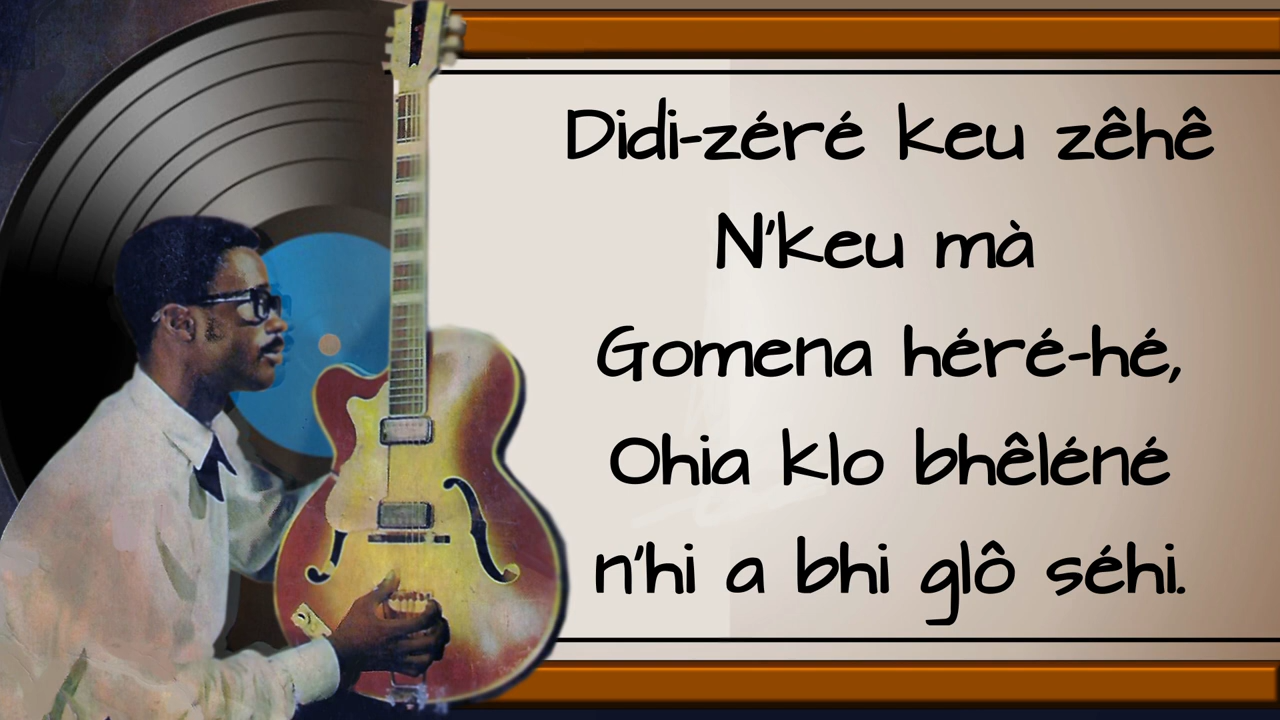 Didi-zéré keu zêhê
N'keu mà
Gomena héré-hé,
Ohia klo bhêléné
n'hi a bhi glô séhi.